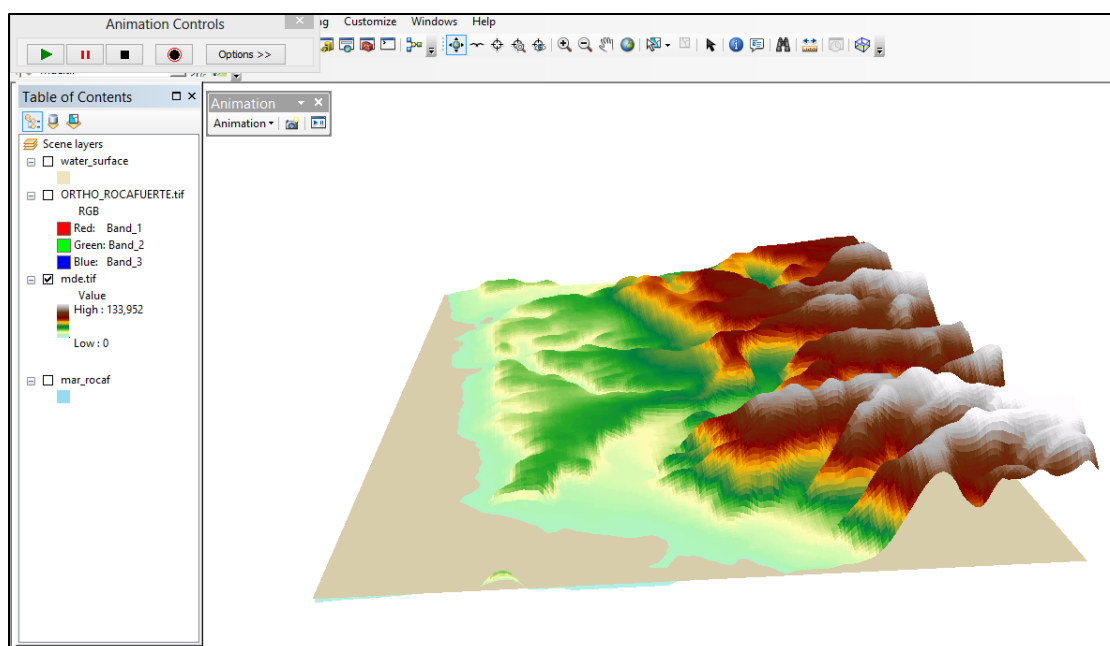 Animation Controls
Customize Windows Help
Options >>
Table of Contents
Animation
Animation
Scene layers
water_surface
ORTHO_ROCAFUERTE.tif
RGB
Red: Band_1
Green: Band_2
Blue: Band_3
mde.tif
Value
High : 133,952
Low : 0
mar_rocaf